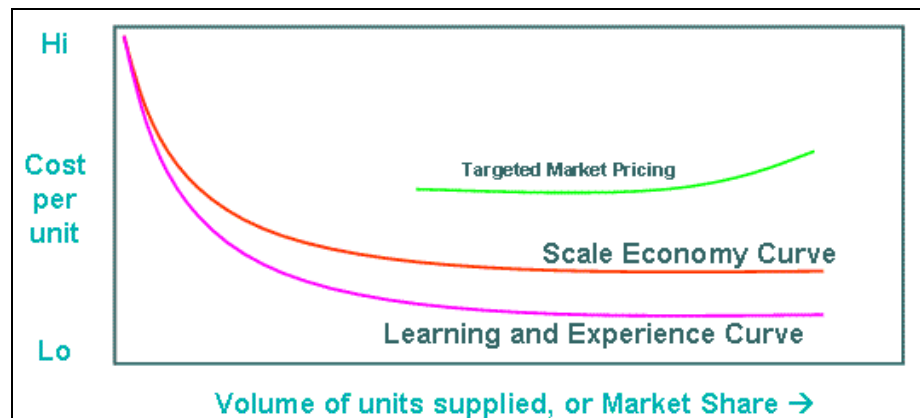 Hi
Cost
per
unit
Lo
Targeted Market Pricing
Scale Economy Curve
Learning and Experience Curve
Volume of units supplied, or Market Share →